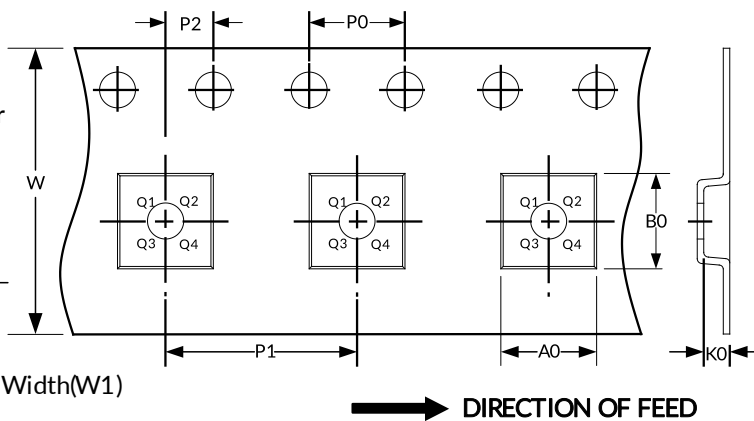 P2
P0
W
Q1 Q2
Q3 Q4
Q1 Q2
Q3 Q4
Q1 Q2
Q3 Q4
B0
P1
A0
K0
Width(W1)
DIRECTION OF FEED